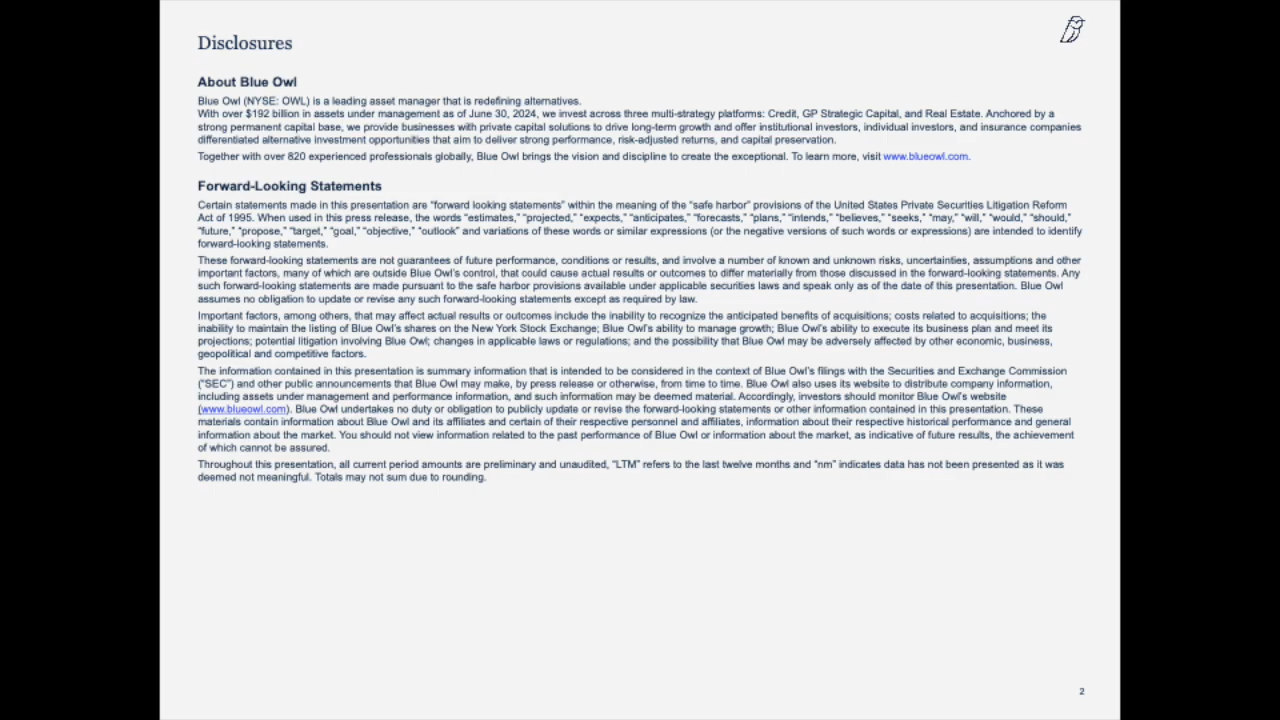 Disclosures
About Blue Owl
Blue Owl (NYSE: OWL) is a leading asset manager that is redefining alternatives.
With over $192 billion in assets under management as of June 30, 2024, we invest across three multi-strategy platforms: Credit, GP Strategic Capital, and Real Estate. Anchored by a
strong permanent capital base, we provide businesses with private capital solutions to drive long-term growth and offer institutional investors, individual investors, and insurance companies
differentiated alternative investment opportunities that aim to deliver strong performance, risk-adjusted returns, and capital preservation.
Together with over 820 experienced professionals globally, Blue Owl brings the vision and discipline to create the exceptional. To learn more, visit www.blueowl.com.
Forward-Looking Statements
Certain statements made in this presentation are “forward looking statements” within the meaning of the “safe harbor” provisions of the United States Private Securities Litigation Reform
Act of 1995. When used in this press release, the words “estimates,” “projected,” “expects,” “anticipates,” “forecasts,” “plans,” “intends,” “believes,” “seeks,” “may,” “will,” “would,” “should,”
“future,” “propose,” “target,” “goal,” “objective,” “outlook” and variations of these words or similar expressions (or the negative versions of such words or expressions) are intended to identify
forward-looking statements.
These forward-looking statements are not guarantees of future performance, conditions or results, and involve a number of known and unknown risks, uncertainties, assumptions and other
important factors, many of which are outside Blue Owl’s control, that could cause actual results or outcomes to differ materially from those discussed in the forward-looking statements. Any
such forward-looking statements are made pursuant to the safe harbor provisions available under applicable securities laws and speak only as of the date of this presentation. Blue Owl
assumes no obligation to update or revise any such forward-looking statements except as required by law.
Important factors, among others, that may affect actual results or outcomes include the inability to recognize the anticipated benefits of acquisitions; costs related to acquisitions; the
inability to maintain the listing of Blue Owl’s shares on the New York Stock Exchange; Blue Owl’s ability to manage growth; Blue Owl’s ability to execute its business plan and meet its
projections; potential litigation involving Blue Owl; changes in applicable laws or regulations; and the possibility that Blue Owl may be adversely affected by other economic, business,
geopolitical and competitive factors.
The information contained in this presentation is summary information that is intended to be considered in the context of Blue Owl’s filings with the Securities and Exchange Commission
(“SEC”) and other public announcements that Blue Owl may make, by press release or otherwise, from time to time. Blue Owl also uses its website to distribute company information,
including assets under management and performance information, and such information may be deemed material. Accordingly, investors should monitor Blue Owl’s website
(www.blueowl.com). Blue Owl undertakes no duty or obligation to publicly update or revise the forward-looking statements or other information contained in this presentation. These
materials contain information about Blue Owl and its affiliates and certain of their respective personnel and affiliates, information about their respective historical performance and general
information about the market. You should not view information related to the past performance of Blue Owl or information about the market, as indicative of future results, the achievement
of which cannot be assured.
Throughout this presentation, all current period amounts are preliminary and unaudited, “LTM” refers to the last twelve months and “nm” indicates data has not been presented as it was
deemed not meaningful. Totals may not sum due to rounding.
2